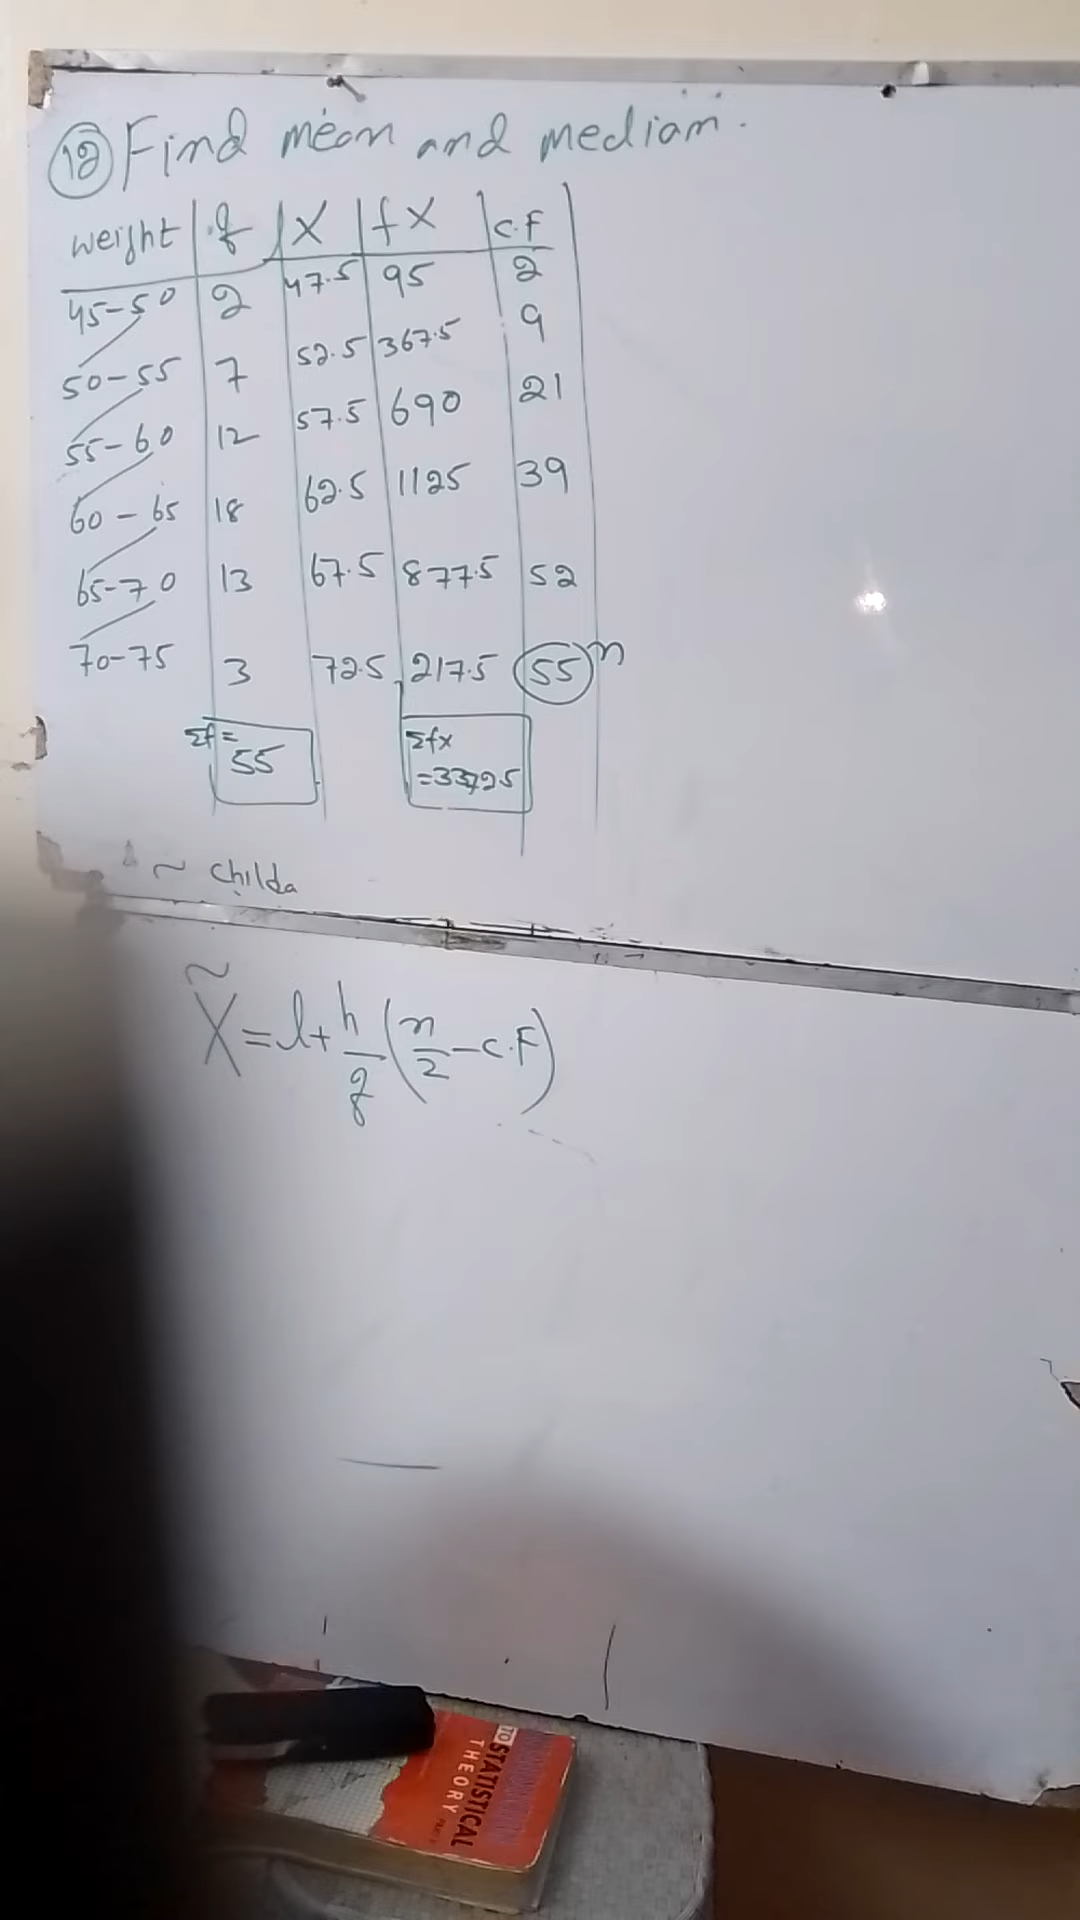 12 Find mean and median.
weight f X fX C.F
45-50 2 47.5 95 2
50-55 7 52.5 367.5 9
55-60 12 57.5 690 21
60-65 18 62.5 1125 39
65-70 13 67.5 877.5 52
70-75 3 72.5 217.5 55 n
Σf= 55 Σfx =3372.5
~ Childa
X̃=l+h/f(n/2-C.F)
TO STATISTICAL
THEORY